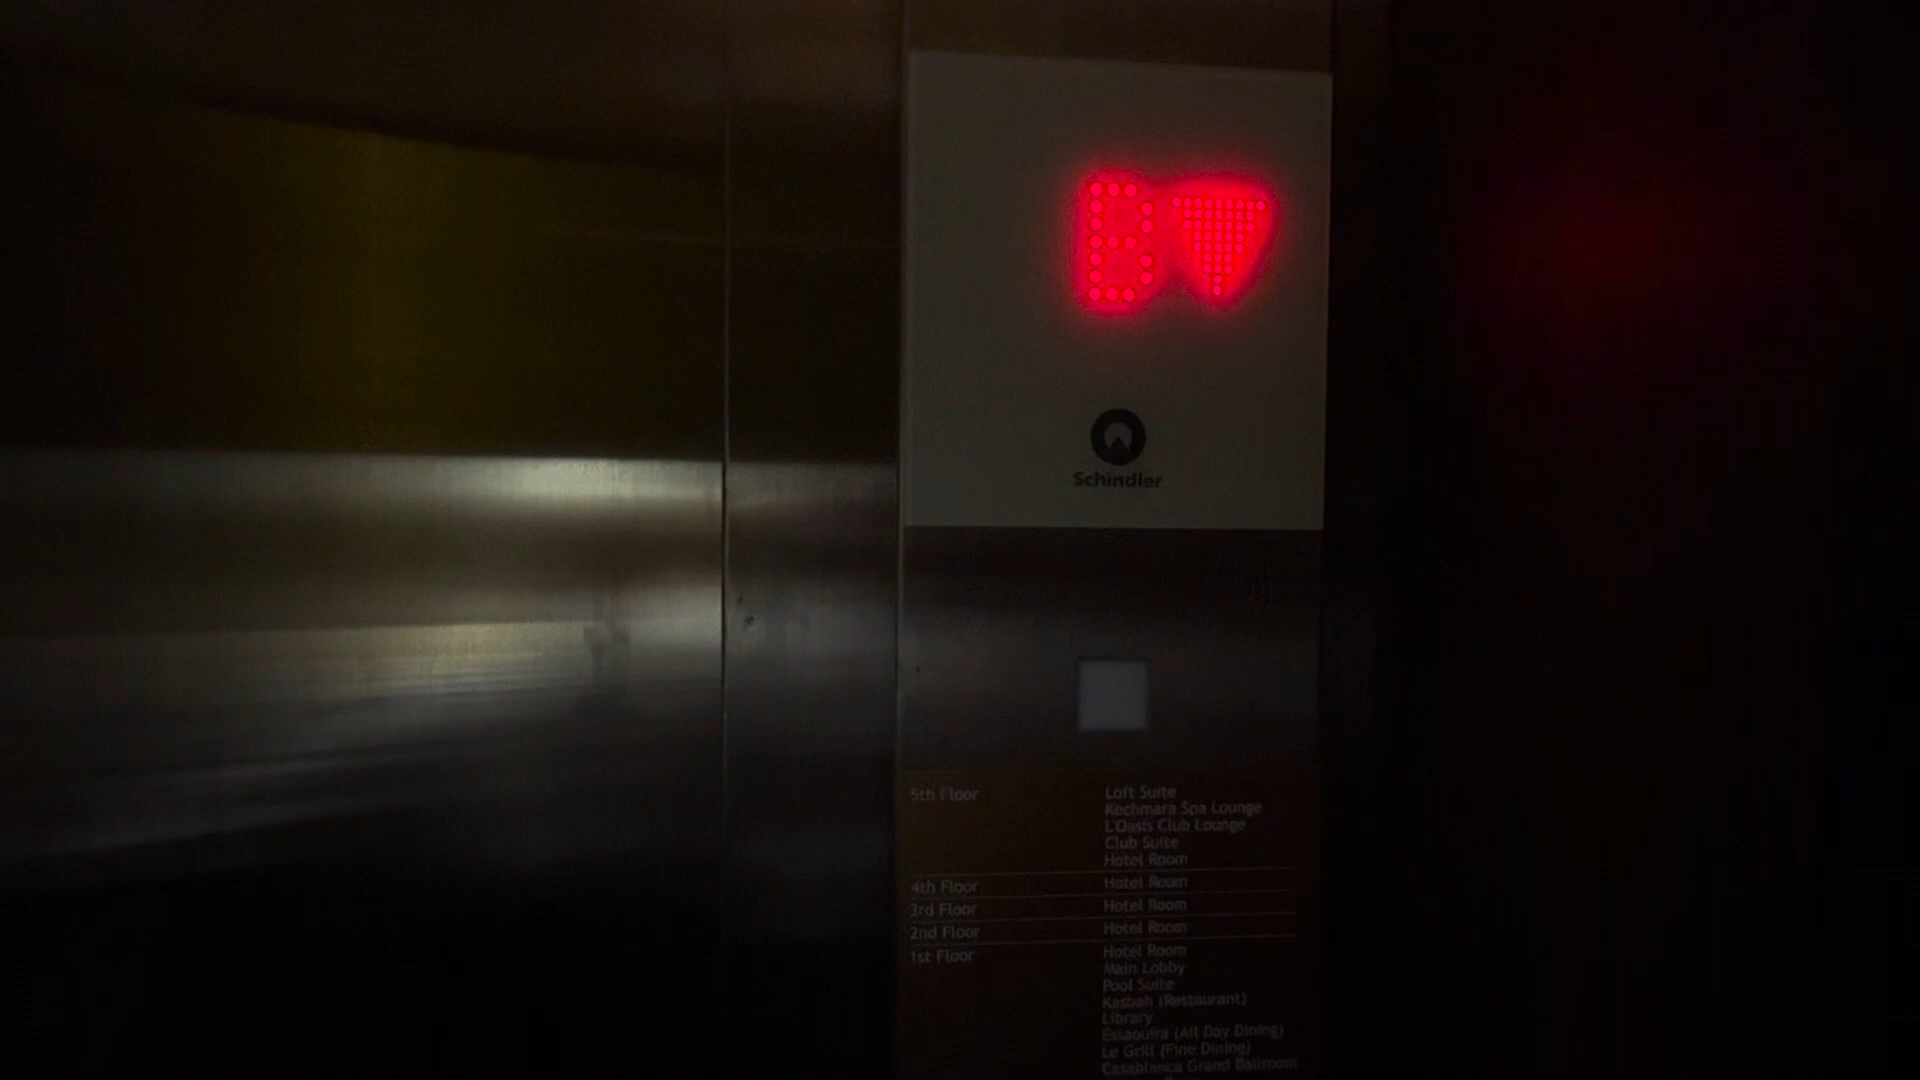 B
Schindler
5th Floor Loft Suite
Kechmara Spa Lounge
L'Oasis Club Lounge
Club Suite
Hotel Room
4th Floor Hotel Room
3rd Floor Hotel Room
2nd Floor Hotel Room
1st Floor Hotel Room
Main Lobby
Pool Suite
Kasbah (Restaurant)
Library
Essaouira (All Day Dining)
Le Grill (Fine Dining)
Casablanca Grand Ballroom